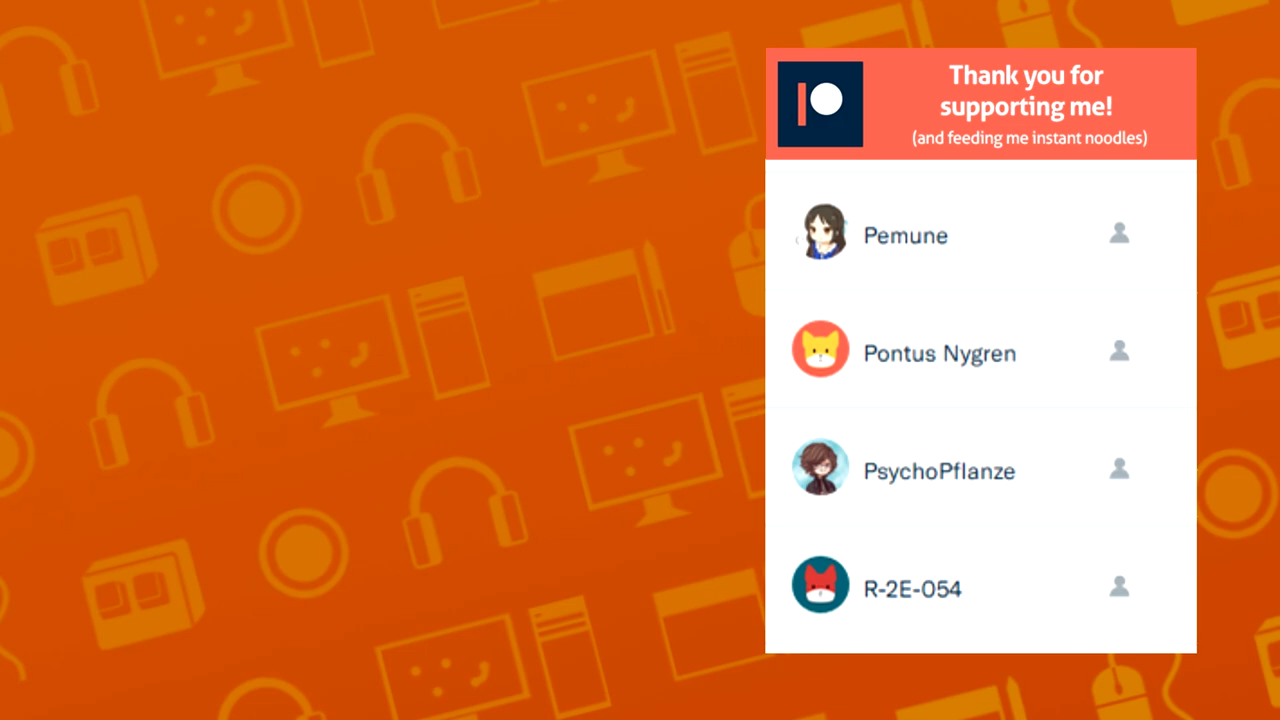 Thank you for
supporting me!
(and feeding me instant noodles)
Pemune
Pontus Nygren
PsychoPflanze
R-2E-054